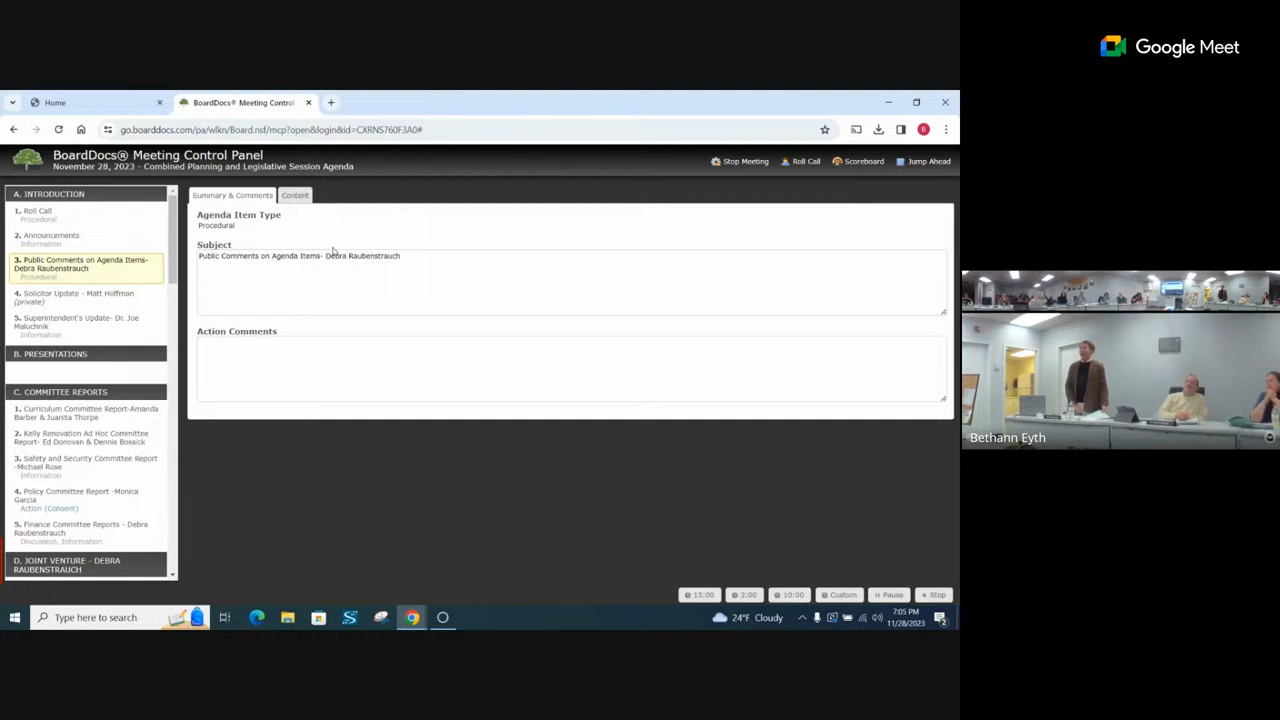 Google Meet
Home
BoardDocs® Meeting Control
go.boarddocs.com/pa/wlkn/Board.nsf/mcp?open&login&id=CXRNS760F3A0#
B
BoardDocs® Meeting Control Panel
November 28, 2023 - Combined Planning and Legislative Session Agenda
Stop Meeting
Roll Call
Scoreboard
Jump Ahead
A. INTRODUCTION
1. Roll Call
Procedural
2. Announcements
Information
3. Public Comments on Agenda Items-
Debra Raubenstrauch
Procedural
4. Solicitor Update - Matt Hoffman
(private)
5. Superintendent's Update- Dr. Joe
Maluchnik
Information
B. PRESENTATIONS
C. COMMITTEE REPORTS
1. Curriculum Committee Report-Amanda
Barber & Juanita Thorpe
2. Kelly Renovation Ad Hoc Committee
Report- Ed Donovan & Dennis Bossick
3. Safety and Security Committee Report
-Michael Rose
Information
4. Policy Committee Report -Monica
Garcia
Action (Consent)
5. Finance Committee Reports - Debra
Raubenstrauch
Discussion, Information
D. JOINT VENTURE - DEBRA
RAUBENSTRAUCH
Summary & Comments
Content
Agenda Item Type
Procedural
Subject
Public Comments on Agenda Items- Debra Raubenstrauch
Action Comments
13:00
3:00
10:00
Custom
Pause
Stop
Bethann Eyth
Type here to search
24°F Cloudy
7:05 PM
11/28/2023
2